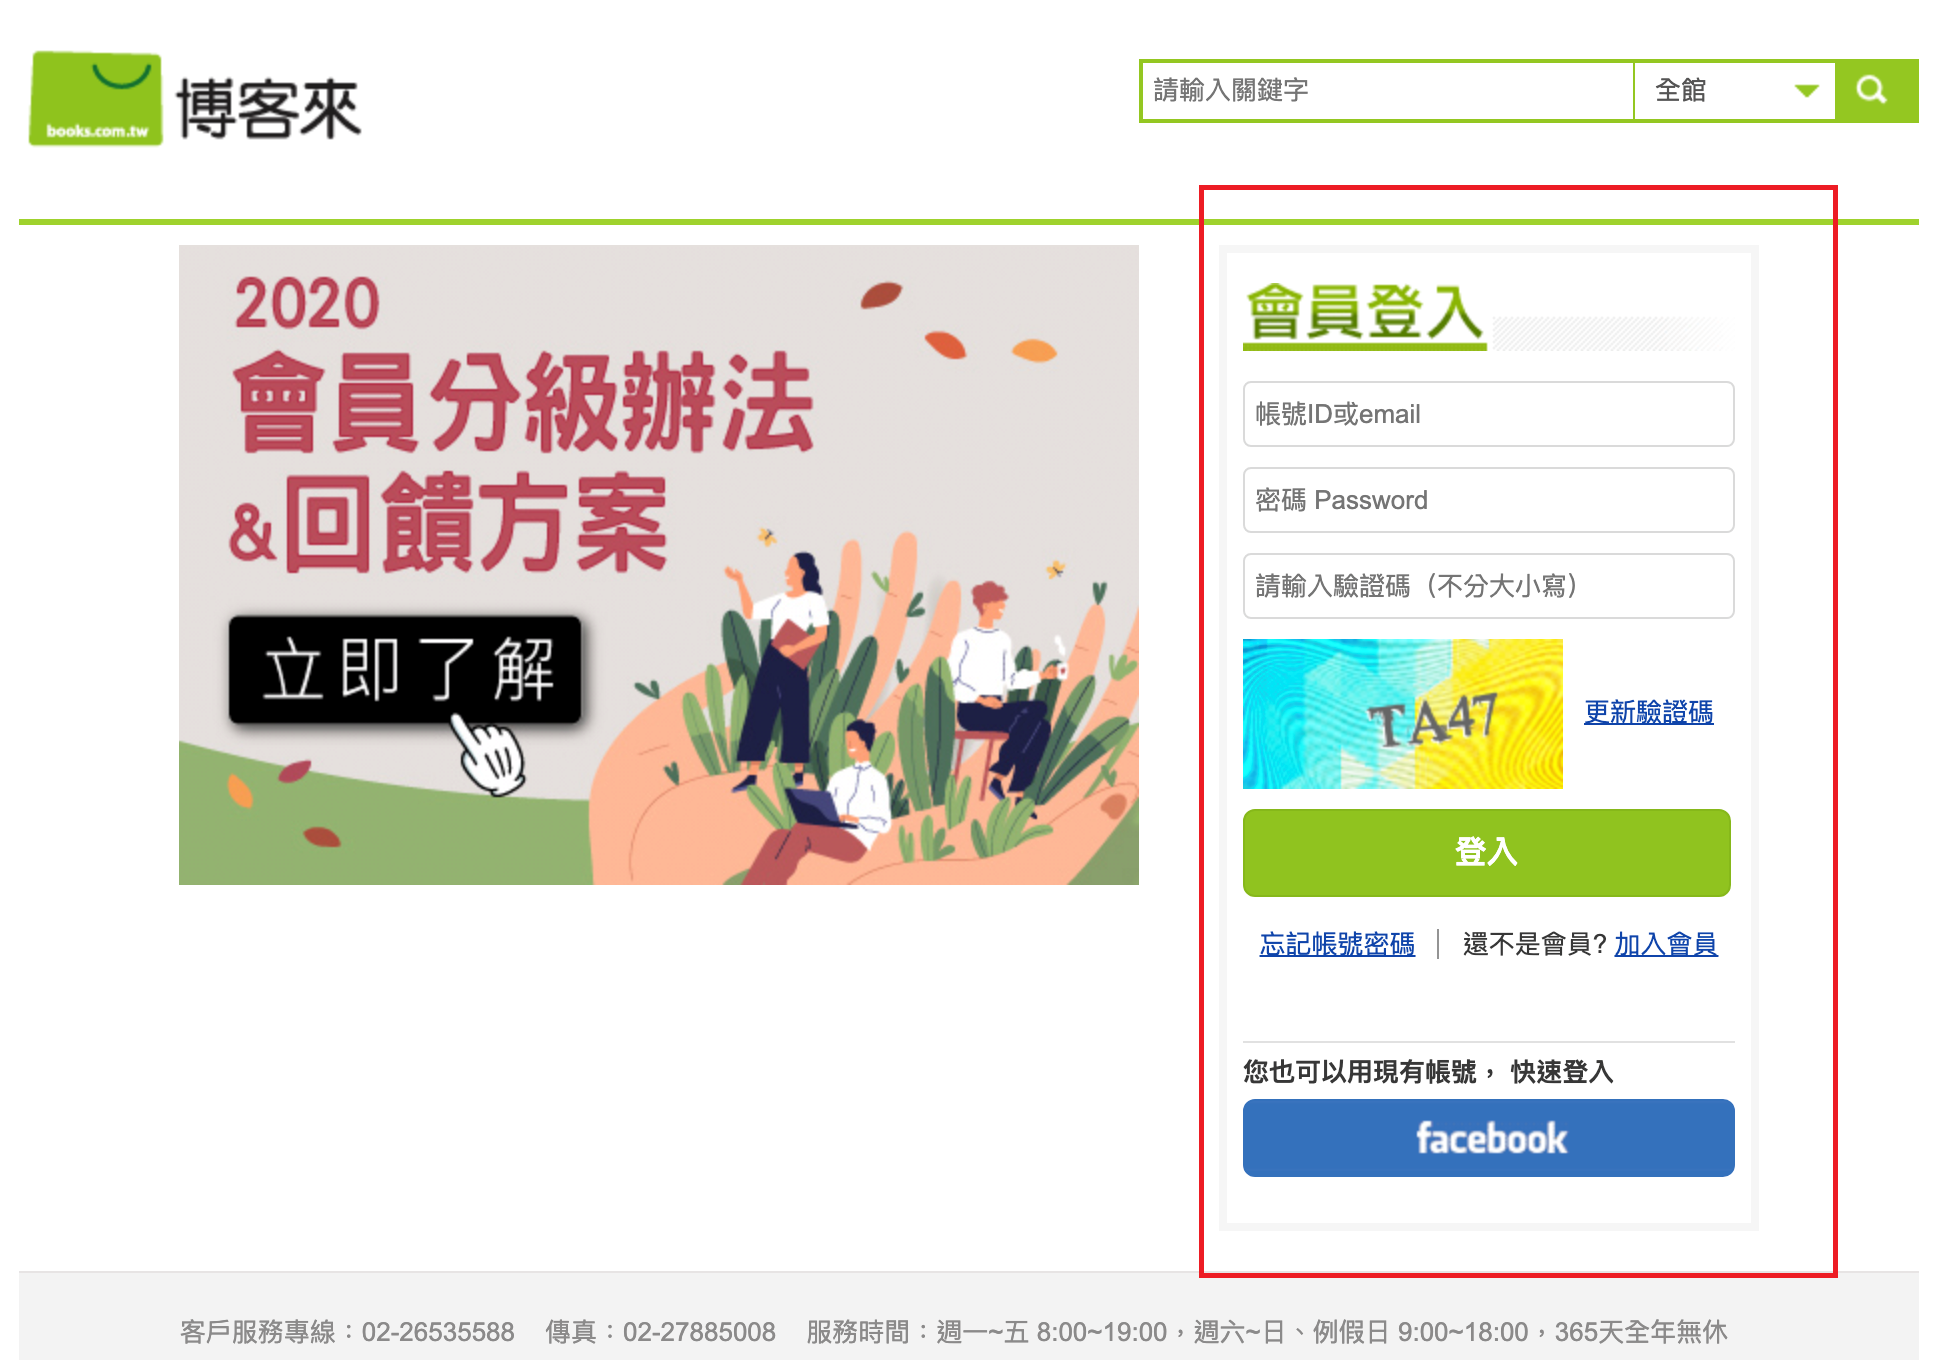 books.com.tw
博客來
請輸入關鍵字
全館
2020
會員分級辦法
&回饋方案
立即了解
會員登入
帳號ID或email
密碼 Password
請輸入驗證碼（不分大小寫）
TA47
更新驗證碼
登入
忘記帳號密碼 | 還不是會員? 加入會員
您也可以用現有帳號， 快速登入
facebook
客戶服務專線：02-26535588 傳真：02-27885008 服務時間：週一~五 8:00~19:00，週六~日、例假日 9:00~18:00，365天全年無休